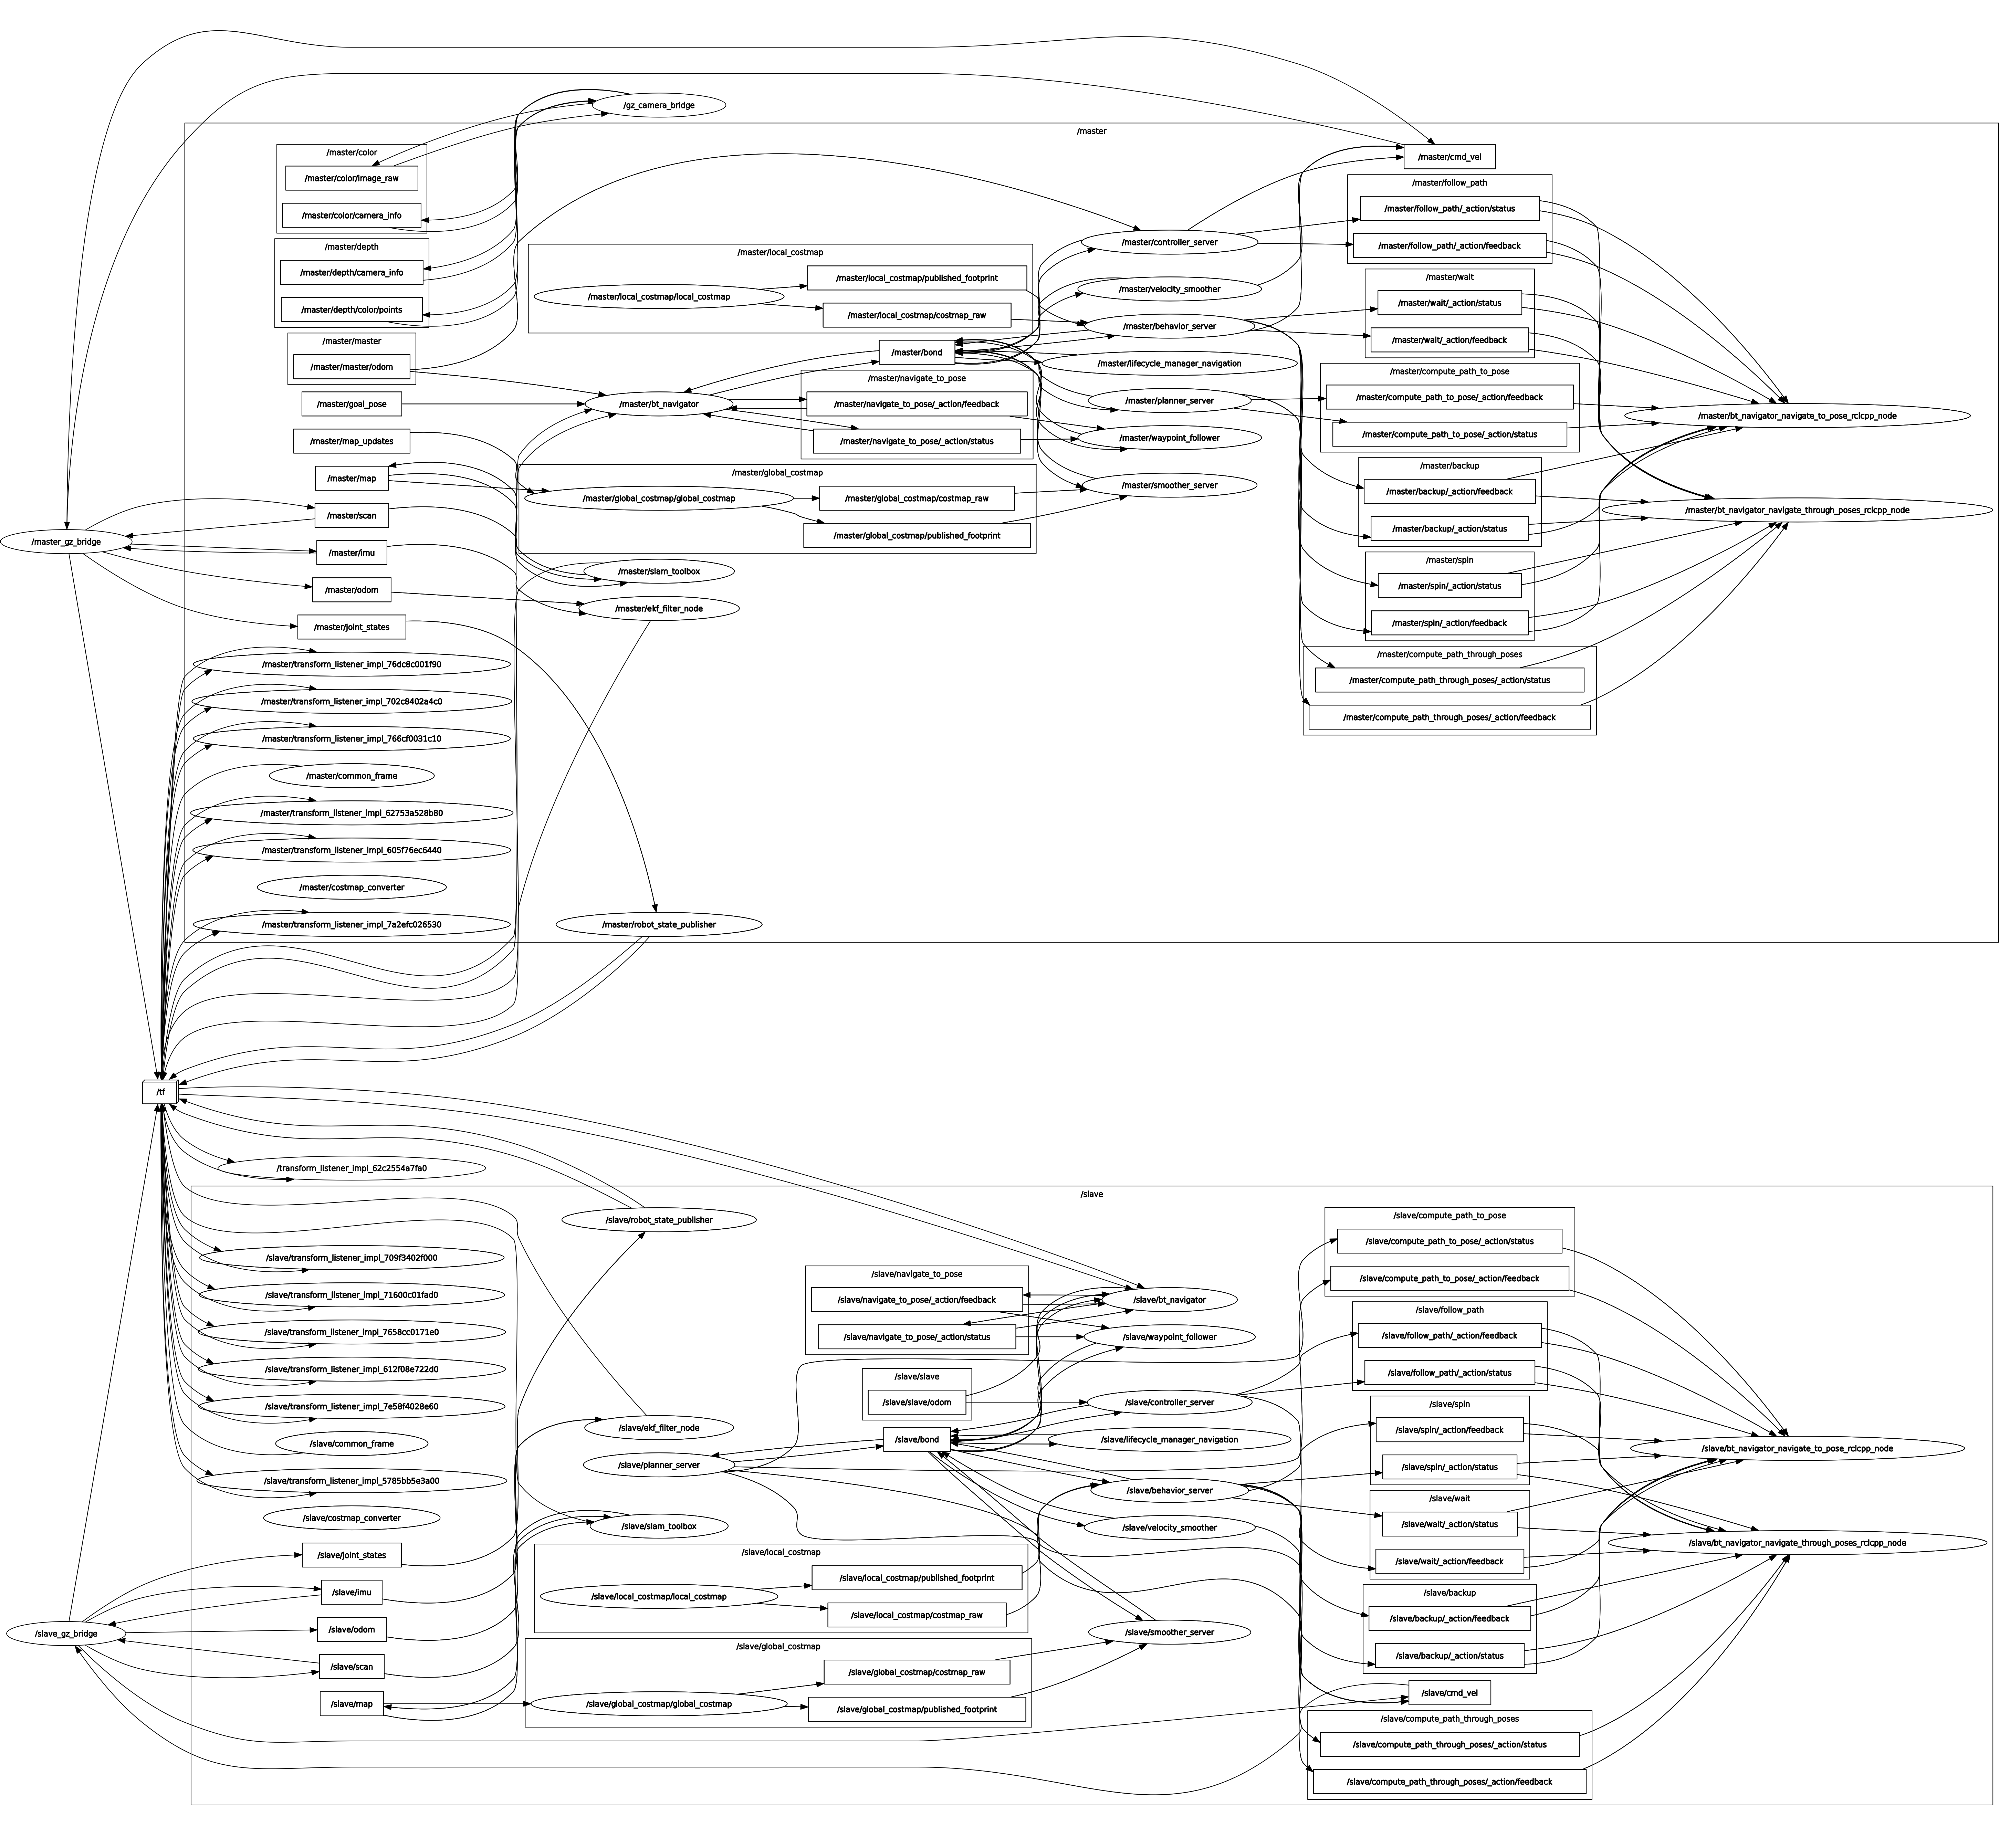 /gz_camera_bridge
/master
/master/color
/master/color/image_raw
/master/color/camera_info
/master/depth
/master/depth/camera_info
/master/depth/color/points
/master/master
/master/master/odom
/master/goal_pose
/master/map_updates
/master/map
/master/scan
/master/imu
/master/odom
/master/joint_states
/master_gz_bridge
/master/transform_listener_impl_76dc8c001f90
/master/transform_listener_impl_702c8402a4c0
/master/transform_listener_impl_766cf0031c10
/master/common_frame
/master/transform_listener_impl_62753a528b80
/master/transform_listener_impl_605f76ec6440
/master/costmap_converter
/master/transform_listener_impl_7a2efc026530
/master/local_costmap
/master/local_costmap/published_footprint
/master/local_costmap/local_costmap
/master/local_costmap/costmap_raw
/master/bond
/master/bt_navigator
/master/navigate_to_pose
/master/navigate_to_pose/_action/feedback
/master/navigate_to_pose/_action/status
/master/global_costmap
/master/global_costmap/global_costmap
/master/global_costmap/costmap_raw
/master/global_costmap/published_footprint
/master/slam_toolbox
/master/ekf_filter_node
/master/robot_state_publisher
/master/controller_server
/master/velocity_smoother
/master/behavior_server
/master/lifecycle_manager_navigation
/master/planner_server
/master/waypoint_follower
/master/smoother_server
/master/cmd_vel
/master/follow_path
/master/follow_path/_action/status
/master/follow_path/_action/feedback
/master/wait
/master/wait/_action/status
/master/wait/_action/feedback
/master/compute_path_to_pose
/master/compute_path_to_pose/_action/feedback
/master/compute_path_to_pose/_action/status
/master/backup
/master/backup/_action/feedback
/master/backup/_action/status
/master/spin
/master/spin/_action/status
/master/spin/_action/feedback
/master/compute_path_through_poses
/master/compute_path_through_poses/_action/status
/master/compute_path_through_poses/_action/feedback
/master/bt_navigator_navigate_to_pose_rclcpp_node
/master/bt_navigator_navigate_through_poses_rclcpp_node
/tf
/transform_listener_impl_62c2554a7fa0
/slave
/slave/robot_state_publisher
/slave/transform_listener_impl_709f3402f000
/slave/transform_listener_impl_71600c01fad0
/slave/transform_listener_impl_7658cc0171e0
/slave/transform_listener_impl_612f08e722d0
/slave/transform_listener_impl_7e58f4028e60
/slave/common_frame
/slave/transform_listener_impl_5785bb5e3a00
/slave/costmap_converter
/slave/joint_states
/slave/imu
/slave/odom
/slave/scan
/slave/map
/slave_gz_bridge
/slave/ekf_filter_node
/slave/planner_server
/slave/slam_toolbox
/slave/navigate_to_pose
/slave/navigate_to_pose/_action/feedback
/slave/navigate_to_pose/_action/status
/slave/slave
/slave/slave/odom
/slave/bond
/slave/local_costmap
/slave/local_costmap/published_footprint
/slave/local_costmap/local_costmap
/slave/local_costmap/costmap_raw
/slave/global_costmap
/slave/global_costmap/costmap_raw
/slave/global_costmap/global_costmap
/slave/global_costmap/published_footprint
/slave/bt_navigator
/slave/waypoint_follower
/slave/controller_server
/slave/lifecycle_manager_navigation
/slave/behavior_server
/slave/velocity_smoother
/slave/smoother_server
/slave/compute_path_to_pose
/slave/compute_path_to_pose/_action/status
/slave/compute_path_to_pose/_action/feedback
/slave/follow_path
/slave/follow_path/_action/feedback
/slave/follow_path/_action/status
/slave/spin
/slave/spin/_action/feedback
/slave/spin/_action/status
/slave/wait
/slave/wait/_action/status
/slave/wait/_action/feedback
/slave/backup
/slave/backup/_action/feedback
/slave/backup/_action/status
/slave/cmd_vel
/slave/compute_path_through_poses
/slave/compute_path_through_poses/_action/status
/slave/compute_path_through_poses/_action/feedback
/slave/bt_navigator_navigate_to_pose_rclcpp_node
/slave/bt_navigator_navigate_through_poses_rclcpp_node